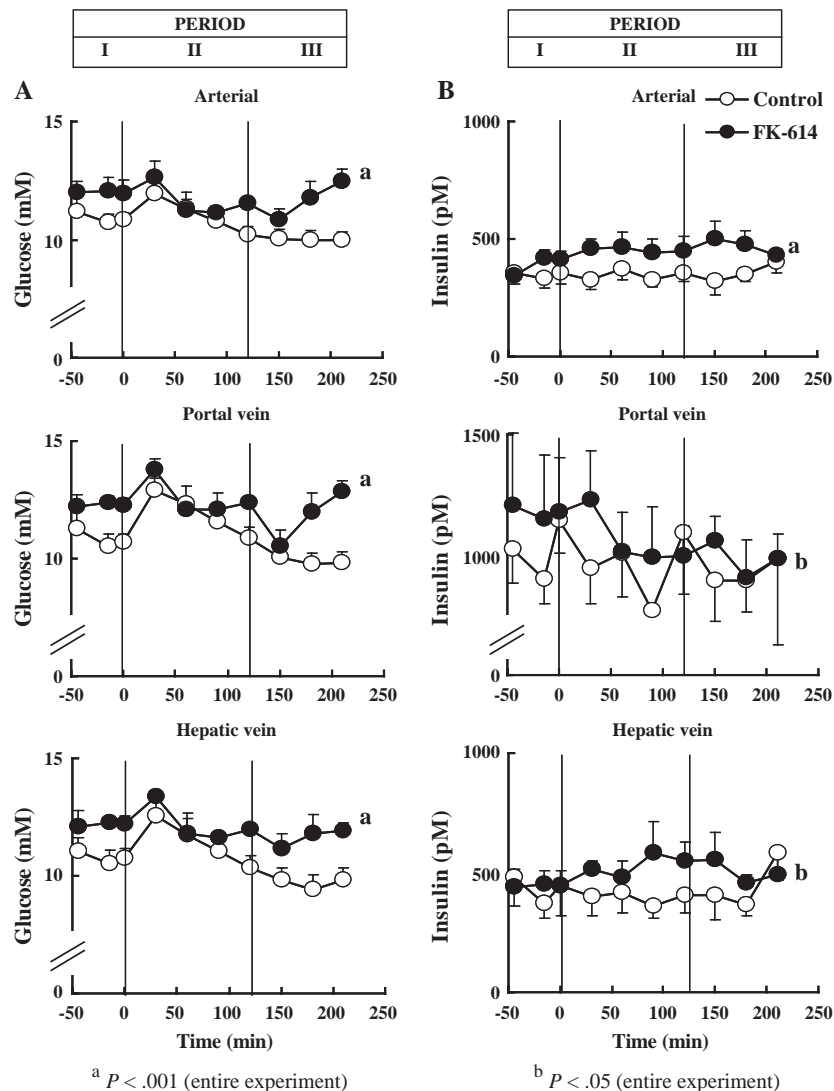 PERIOD
I II III
PERIOD
I II III
A
Arterial
15
10
0
Glucose (mM)
a
-50 0 50 100 150 200 250
Portal vein
15
10
0
Glucose (mM)
a
-50 0 50 100 150 200 250
Hepatic vein
15
10
0
Glucose (mM)
a
-50 0 50 100 150 200 250
Time (min)
a P < .001 (entire experiment)
B
Arterial
Control
FK-614
1000
500
0
Insulin (pM)
a
-50 0 50 100 150 200 250
Portal vein
1500
1000
0
Insulin (pM)
b
-50 0 50 100 150 200 250
Hepatic vein
1000
500
0
Insulin (pM)
b
-50 0 50 100 150 200 250
Time (min)
b P < .05 (entire experiment)